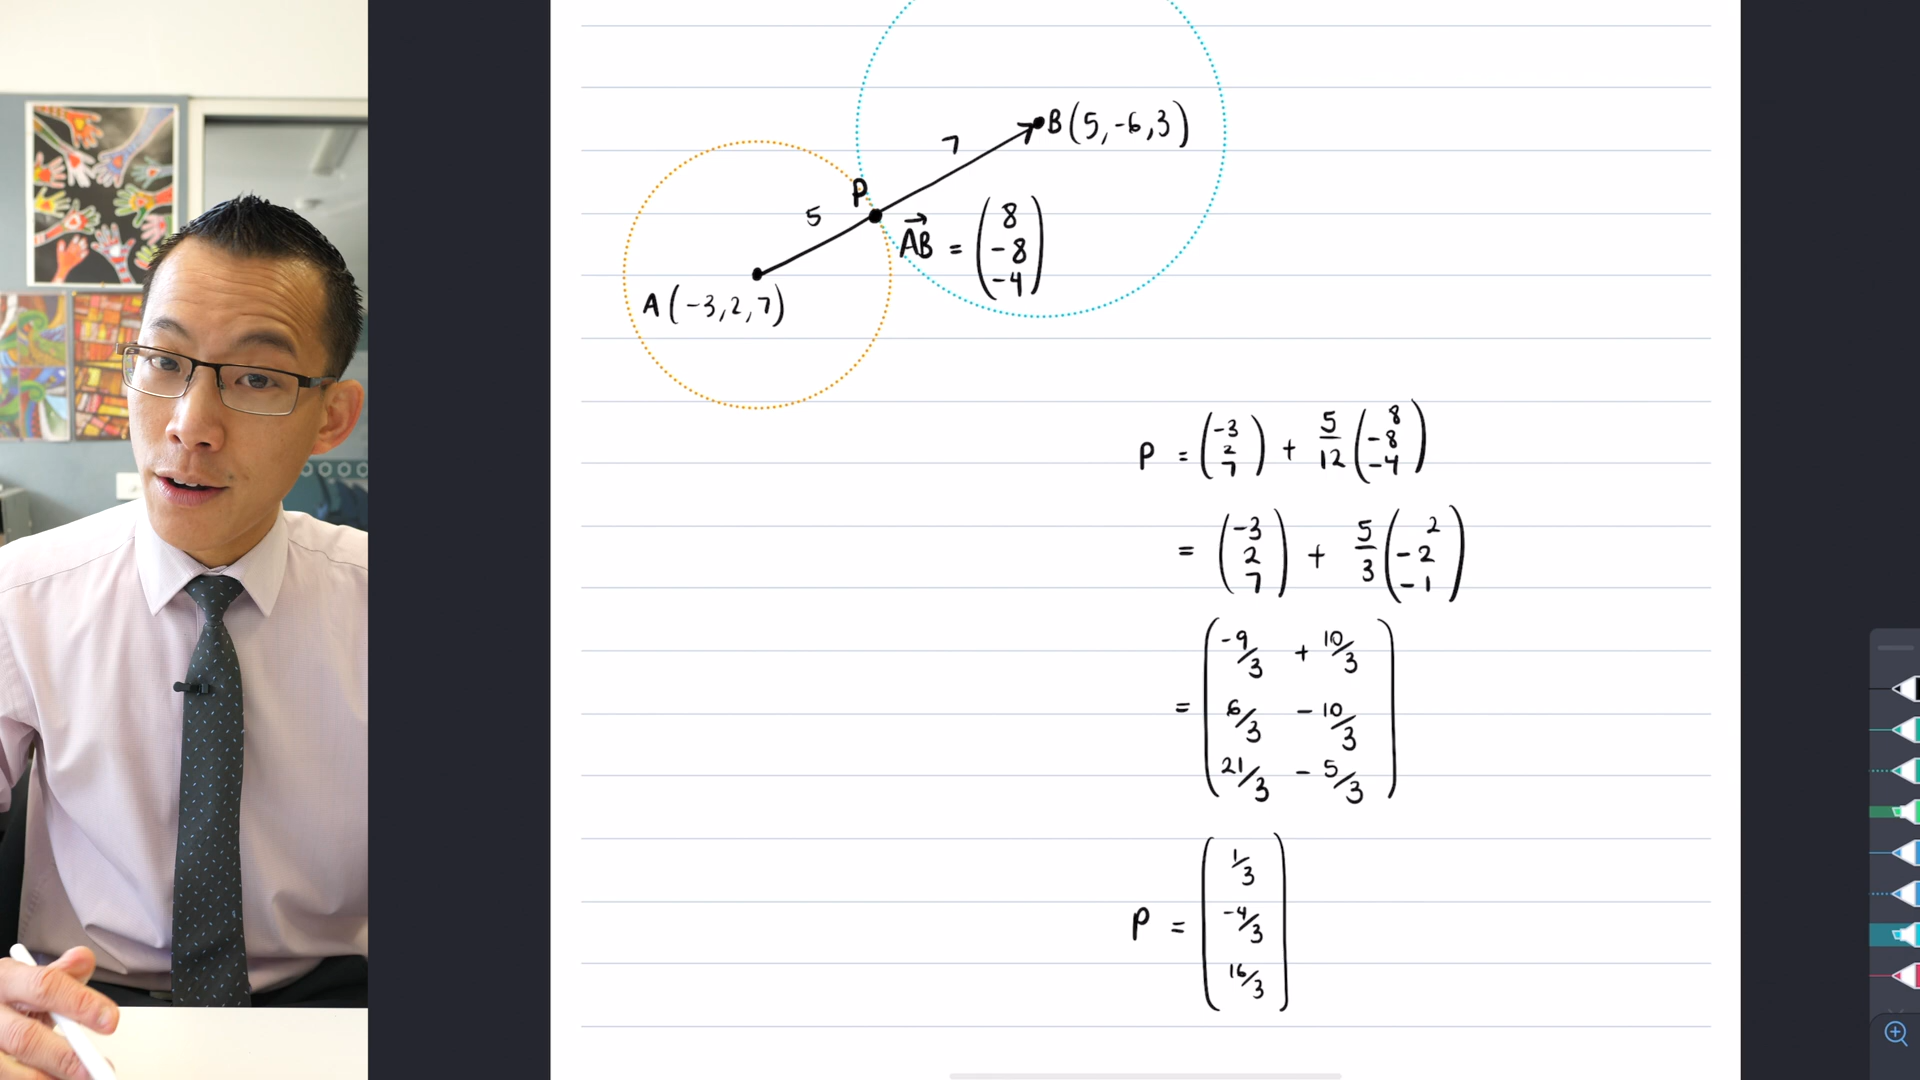 7
B(5,-6,3)
P
5
AB = (8
-8
-4)
A(-3,2,7)
P = (-3
2
7) + 5/12 (8
-8
-4)
= (-3
2
7) + 5/3 (2
-2
-1)
= (-9/3 + 10/3
6/3 - 10/3
21/3 - 5/3)
P = (1/3
-4/3
16/3)